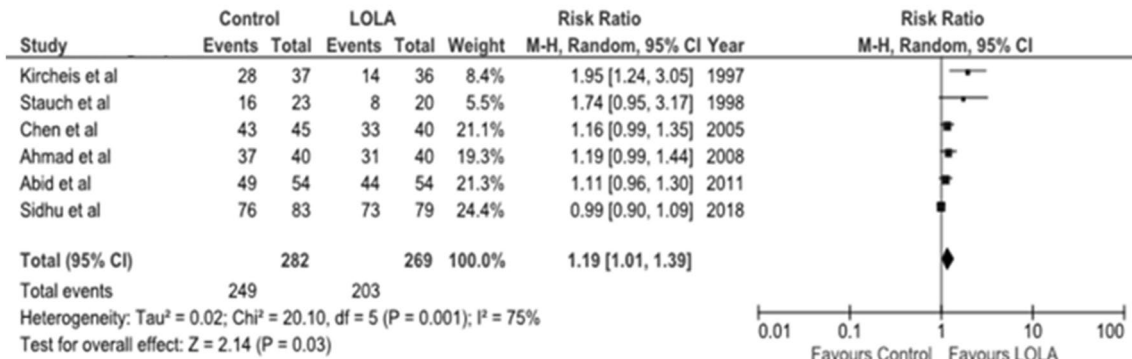 Control LOLA Risk Ratio Risk Ratio
Study Events Total Events Total Weight M-H, Random, 95% CI Year M-H, Random, 95% CI
Kircheis et al 28 37 14 36 8.4% 1.95 [1.24, 3.05] 1997
Stauch et al 16 23 8 20 5.5% 1.74 [0.95, 3.17] 1998
Chen et al 43 45 33 40 21.1% 1.16 [0.99, 1.35] 2005
Ahmad et al 37 40 31 40 19.3% 1.19 [0.99, 1.44] 2008
Abid et al 49 54 44 54 21.3% 1.11 [0.96, 1.30] 2011
Sidhu et al 76 83 73 79 24.4% 0.99 [0.90, 1.09] 2018
Total (95% CI) 282 269 100.0% 1.19 [1.01, 1.39]
Total events 249 203
Heterogeneity: Tau² = 0.02; Chi² = 20.10, df = 5 (P = 0.001); I² = 75%
Test for overall effect: Z = 2.14 (P = 0.03)
0.01 0.1 1 10 100
Favours Control Favours LOLA